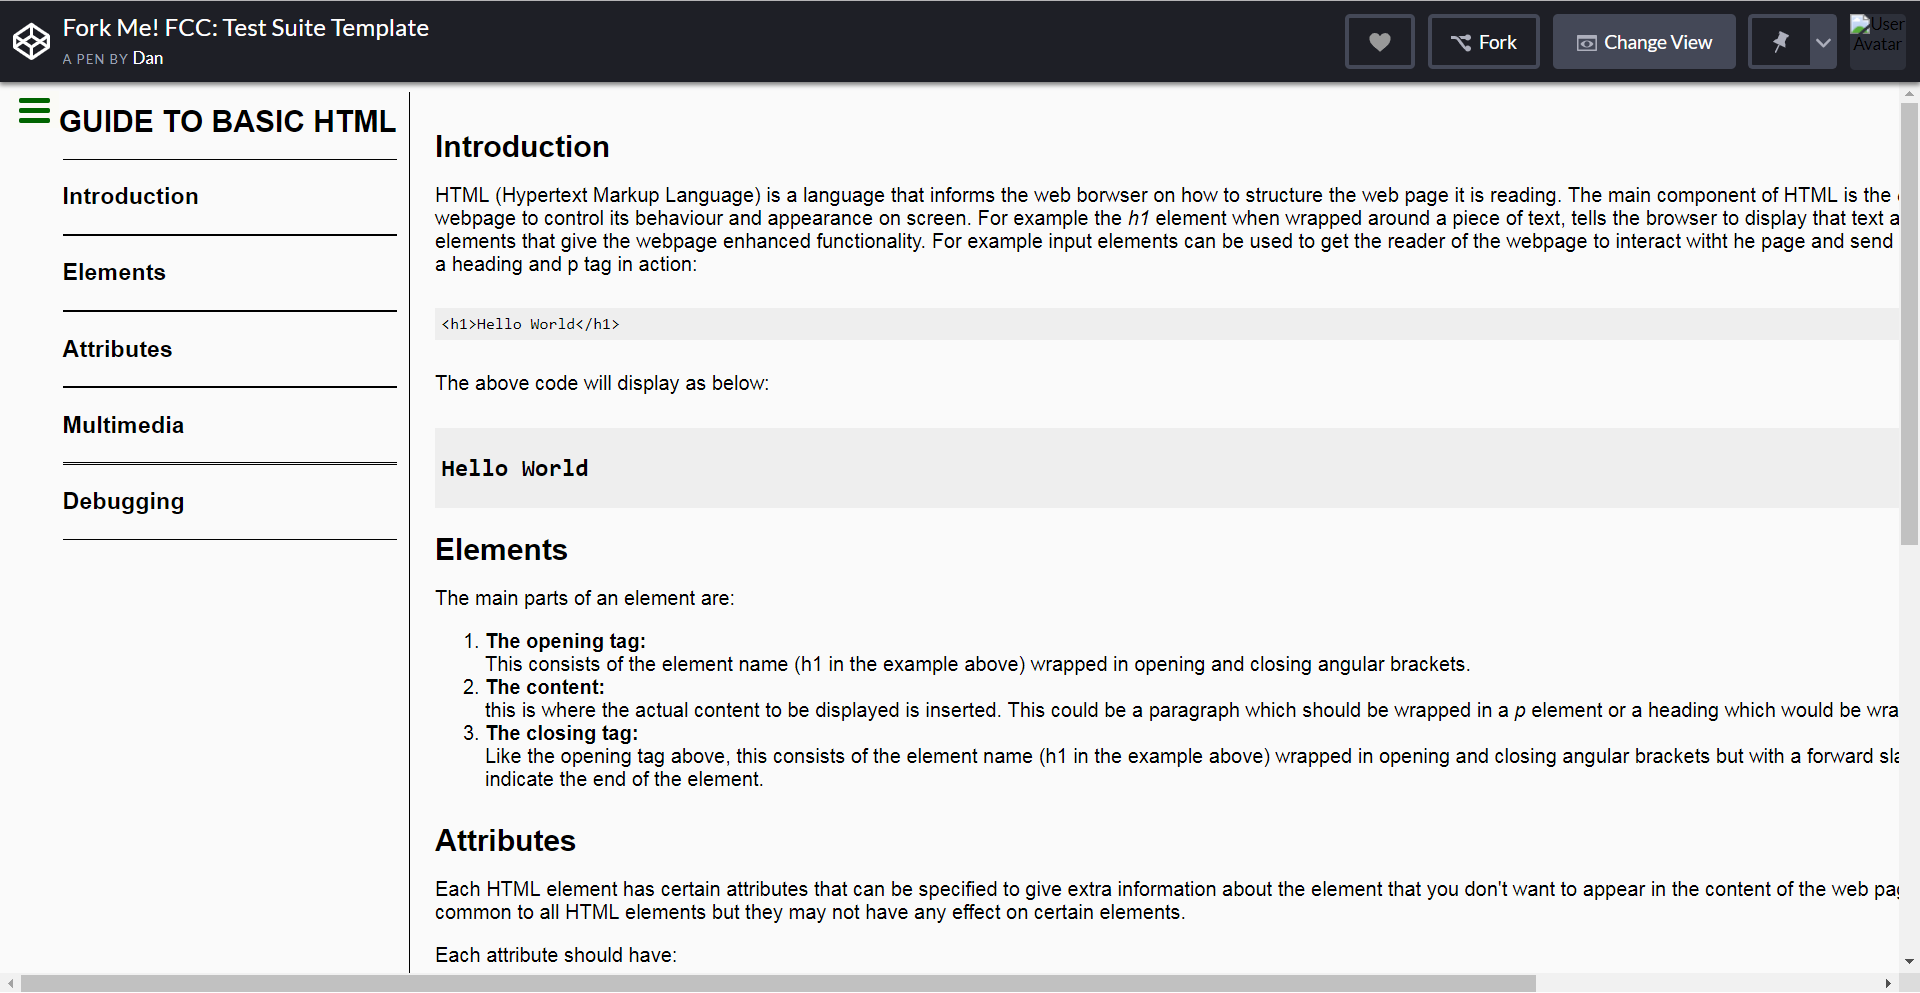 Fork Me! FCC: Test Suite Template
A PEN BY Dan
Fork
Change View
User Avatar
GUIDE TO BASIC HTML
Introduction
Elements
Attributes
Multimedia
Debugging
Introduction
HTML (Hypertext Markup Language) is a language that informs the web borwser on how to structure the web page it is reading. The main component of HTML is the
webpage to control its behaviour and appearance on screen. For example the h1 element when wrapped around a piece of text, tells the browser to display that text a
elements that give the webpage enhanced functionality. For example input elements can be used to get the reader of the webpage to interact witht he page and send
a heading and p tag in action:
<h1>Hello World</h1>
The above code will display as below:
Hello World
Elements
The main parts of an element are:
1. The opening tag:
This consists of the element name (h1 in the example above) wrapped in opening and closing angular brackets.
2. The content:
this is where the actual content to be displayed is inserted. This could be a paragraph which should be wrapped in a p element or a heading which would be wra
3. The closing tag:
Like the opening tag above, this consists of the element name (h1 in the example above) wrapped in opening and closing angular brackets but with a forward sla
indicate the end of the element.
Attributes
Each HTML element has certain attributes that can be specified to give extra information about the element that you don't want to appear in the content of the web pag
common to all HTML elements but they may not have any effect on certain elements.
Each attribute should have: